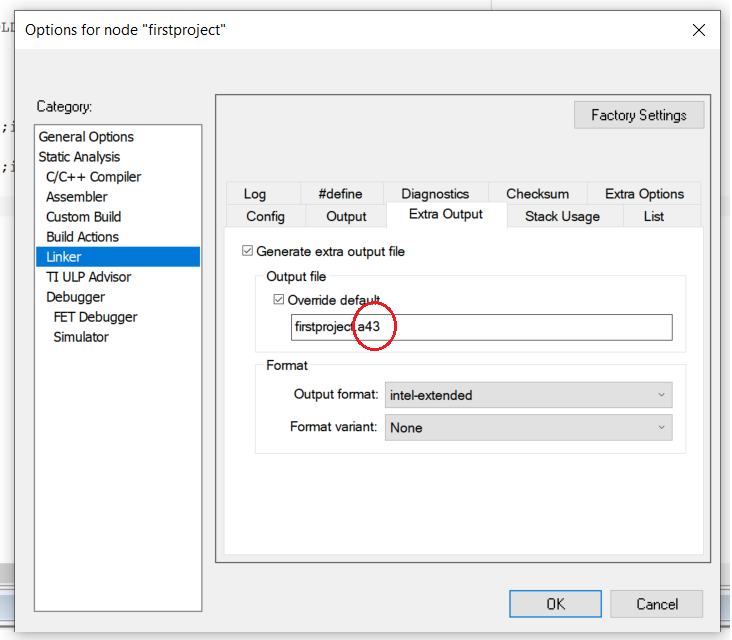 OLD
Options for node "firstproject"
;i
;i
Category:
General Options
Static Analysis
C/C++ Compiler
Assembler
Custom Build
Build Actions
Linker
TI ULP Advisor
Debugger
FET Debugger
Simulator
Factory Settings
Log #define Diagnostics Checksum Extra Options
Config Output Extra Output Stack Usage List
Generate extra output file
Output file
Override default
firstproject.a43
Format
Output format: intel-extended
Format variant: None
OK Cancel